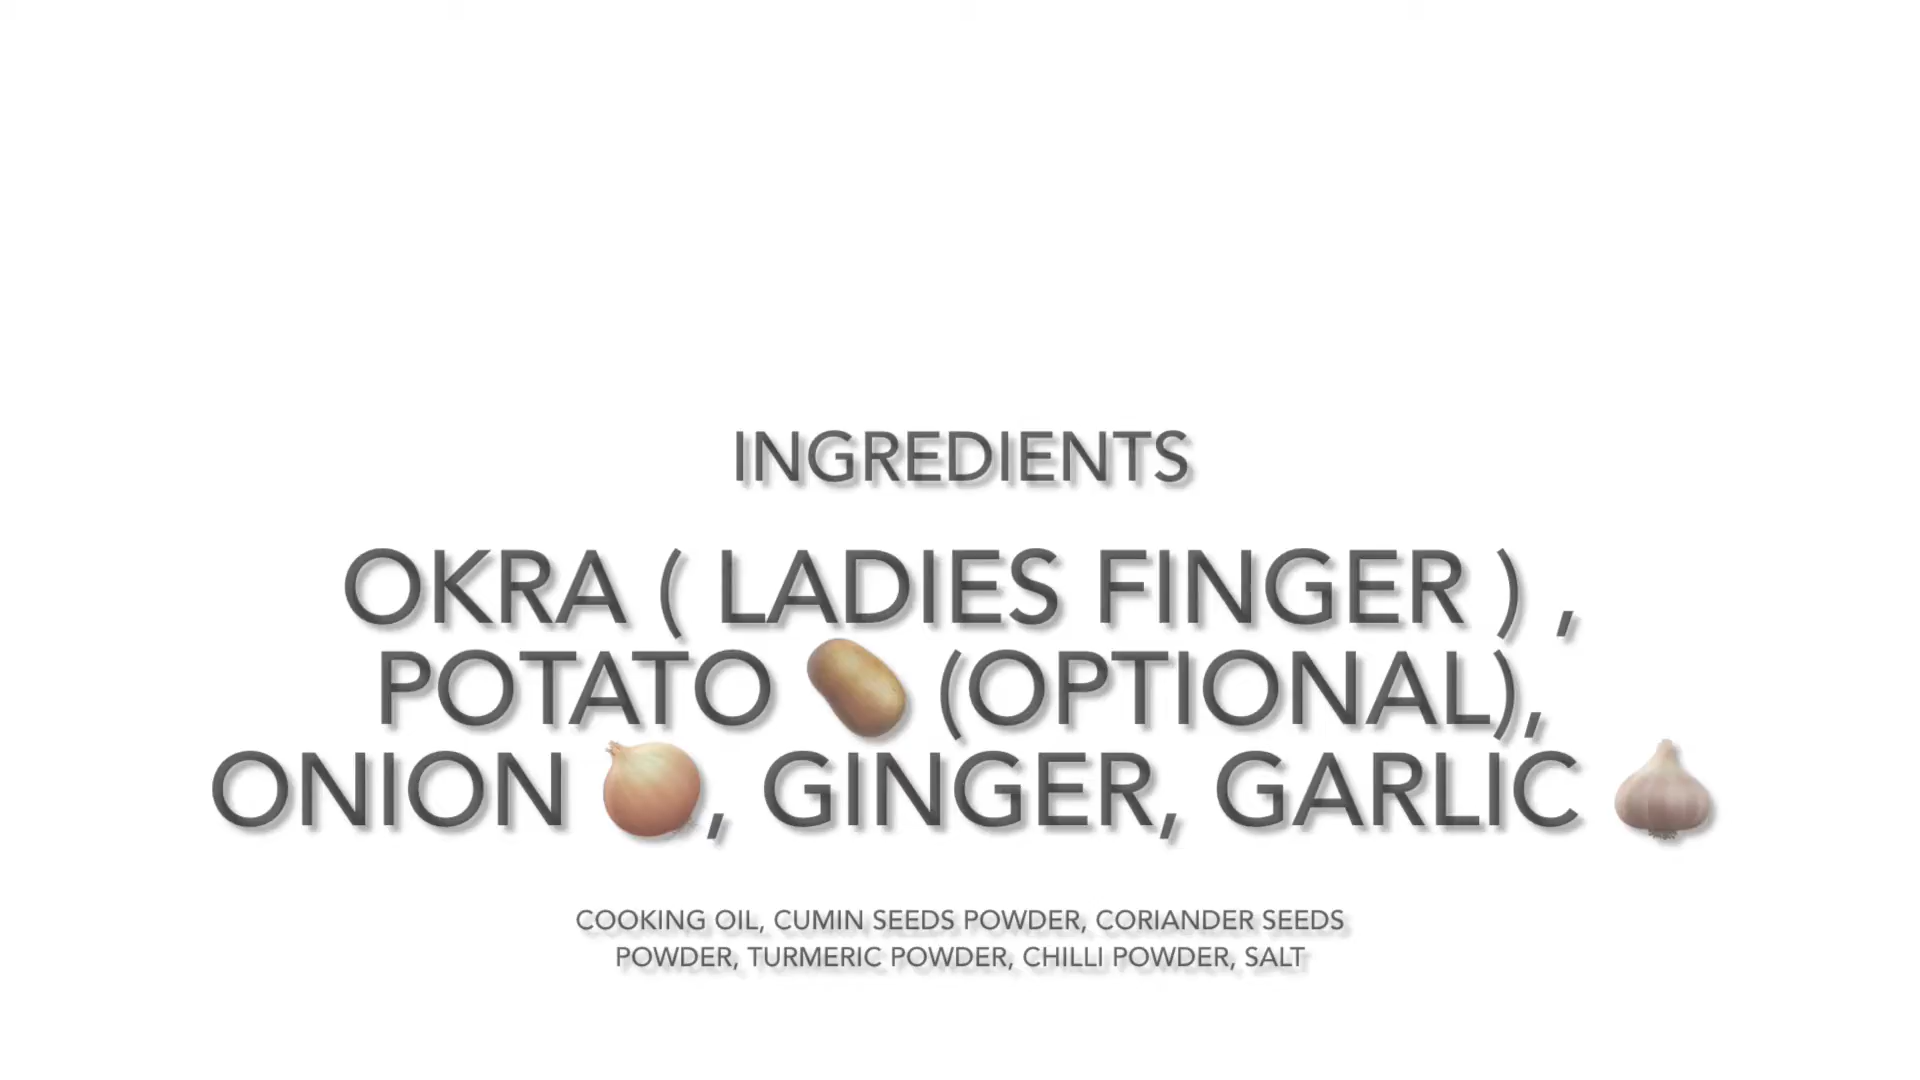 INGREDIENTS
OKRA ( LADIES FINGER ) ,
POTATO 🥔 (OPTIONAL),
ONION 🧅, GINGER, GARLIC 🧄
COOKING OIL, CUMIN SEEDS POWDER, CORIANDER SEEDS
POWDER, TURMERIC POWDER, CHILLI POWDER, SALT